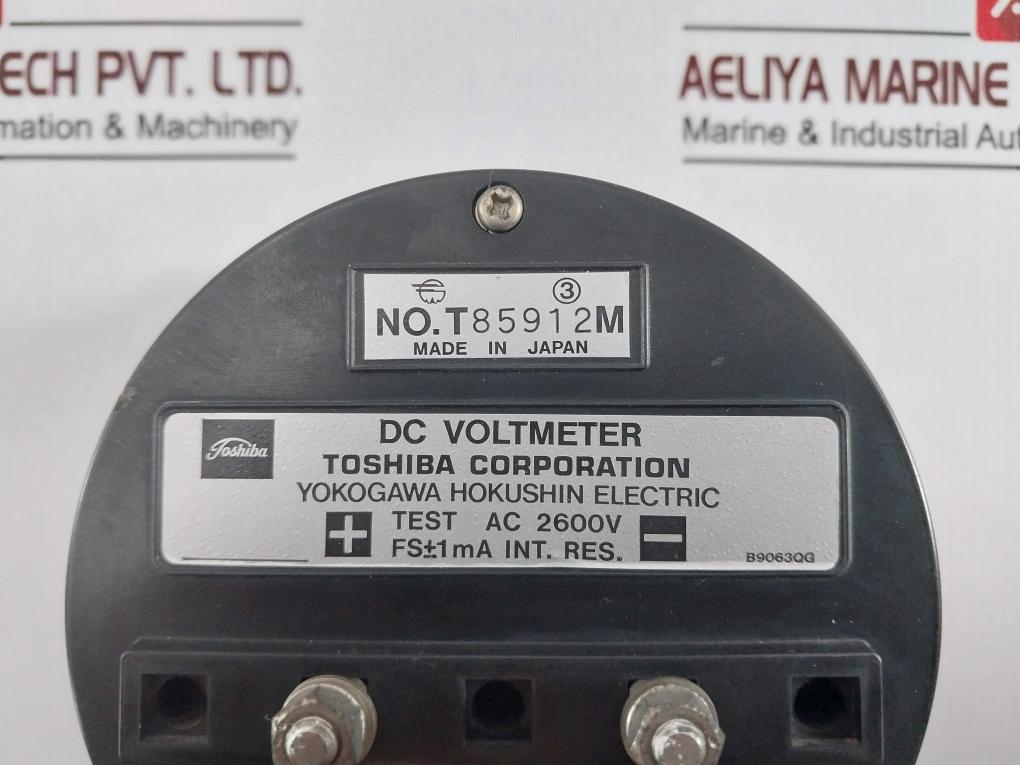 ECH PVT. LTD.
mation & Machinery
AELIYA MARINE
Marine & Industrial Aut
③
NO.T85912M
MADE IN JAPAN
Toshiba
DC VOLTMETER
TOSHIBA CORPORATION
YOKOGAWA HOKUSHIN ELECTRIC
+ TEST AC 2600V −
FS±1mA INT. RES.
B9063QG